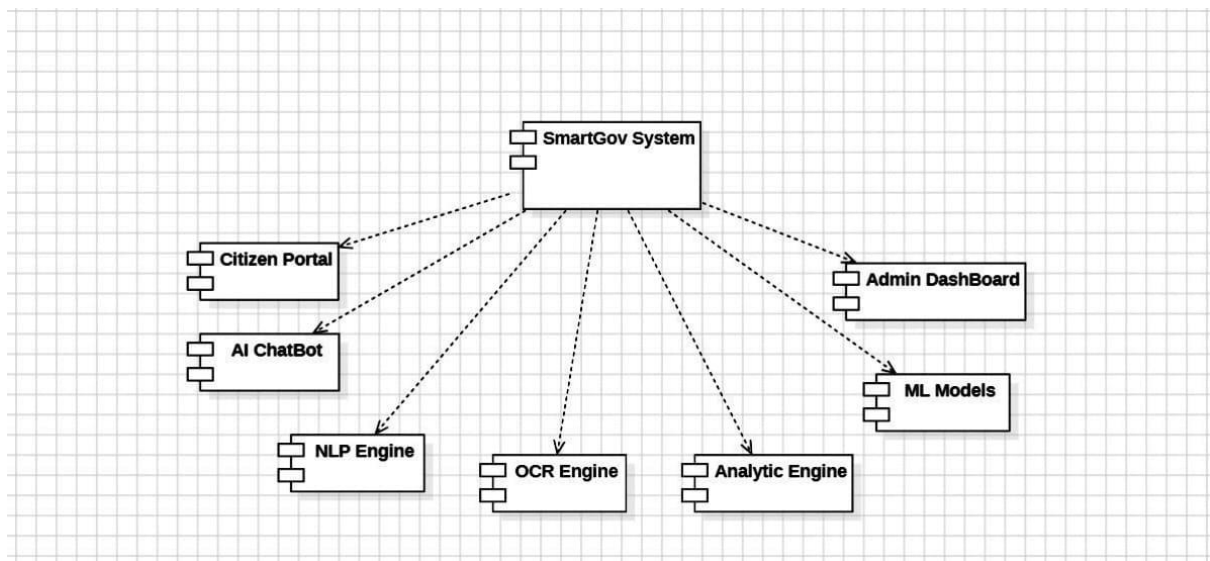 SmartGov System
Citizen Portal
Admin DashBoard
AI ChatBot
ML Models
NLP Engine
OCR Engine
Analytic Engine